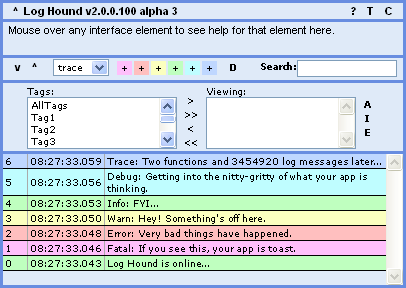 ^ Log Hound v2.0.0.100 alpha 3 ? T C
Mouse over any interface element to see help for that element here.
v ^ trace + + + + + + D Search:
Tags: Viewing:
AllTags
Tag1
Tag2
Tag3
>
>>
<
<<
A
I
E
6 08:27:33.059 Trace: Two functions and 3454920 log messages later...
5 08:27:33.056 Debug: Getting into the nitty-gritty of what your app is
thinking.
4 08:27:33.053 Info: FYI...
3 08:27:33.050 Warn: Hey! Something's off here.
2 08:27:33.048 Error: Very bad things have happened.
1 08:27:33.046 Fatal: If you see this, your app is toast.
0 08:27:33.043 Log Hound is online...